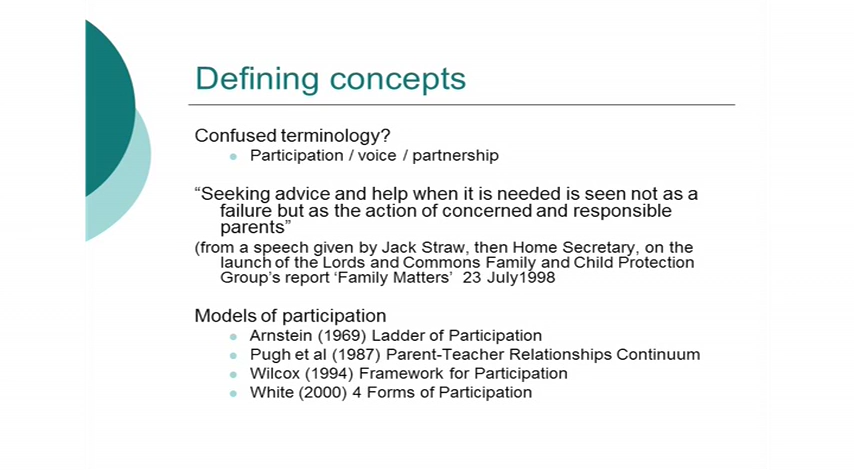 Defining concepts
Confused terminology?
Participation / voice / partnership
“Seeking advice and help when it is needed is seen not as a
failure but as the action of concerned and responsible
parents”
(from a speech given by Jack Straw, then Home Secretary, on the
launch of the Lords and Commons Family and Child Protection
Group’s report ‘Family Matters’ 23 July1998
Models of participation
Arnstein (1969) Ladder of Participation
Pugh et al (1987) Parent-Teacher Relationships Continuum
Wilcox (1994) Framework for Participation
White (2000) 4 Forms of Participation